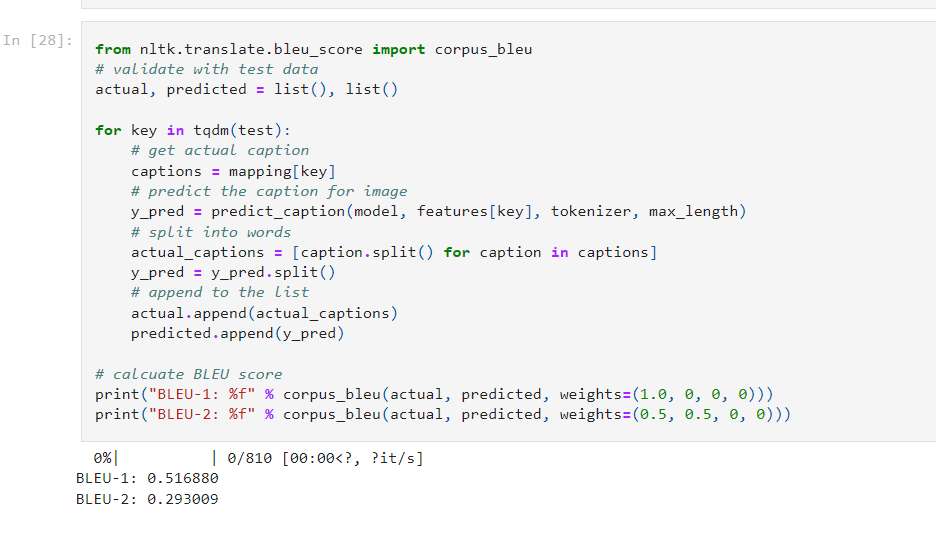 In [28]:
from nltk.translate.bleu_score import corpus_bleu
# validate with test data
actual, predicted = list(), list()

for key in tqdm(test):
    # get actual caption
    captions = mapping[key]
    # predict the caption for image
    y_pred = predict_caption(model, features[key], tokenizer, max_length)
    # split into words
    actual_captions = [caption.split() for caption in captions]
    y_pred = y_pred.split()
    # append to the list
    actual.append(actual_captions)
    predicted.append(y_pred)

# calcuate BLEU score
print("BLEU-1: %f" % corpus_bleu(actual, predicted, weights=(1.0, 0, 0, 0)))
print("BLEU-2: %f" % corpus_bleu(actual, predicted, weights=(0.5, 0.5, 0, 0)))
  0%|          | 0/810 [00:00<?, ?it/s]
BLEU-1: 0.516880
BLEU-2: 0.293009